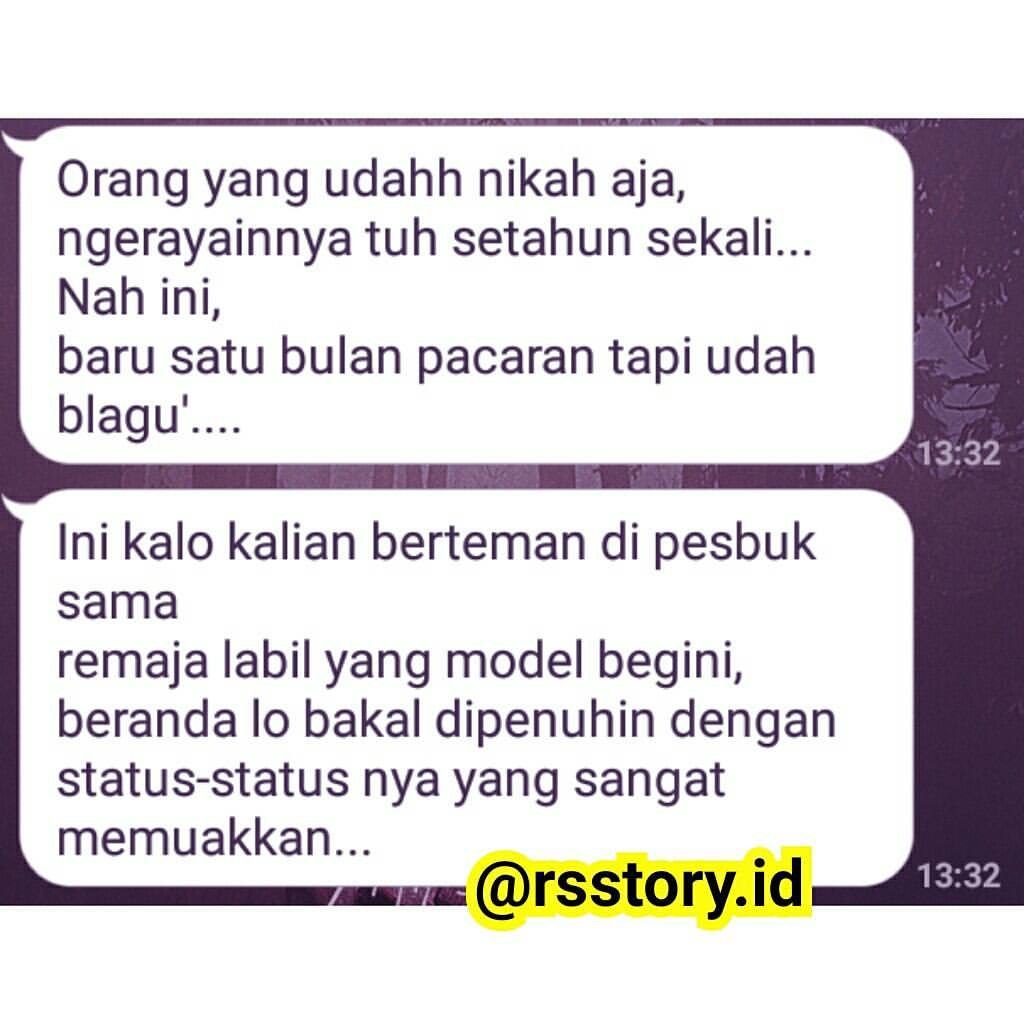 Orang yang udahh nikah aja,
ngerayainnya tuh setahun sekali...
Nah ini,
baru satu bulan pacaran tapi udah
blagu'....
13:32
Ini kalo kalian berteman di pesbuk
sama
remaja labil yang model begini,
beranda lo bakal dipenuhin dengan
status-status nya yang sangat
memuakkan...
13:32
@rsstory.id